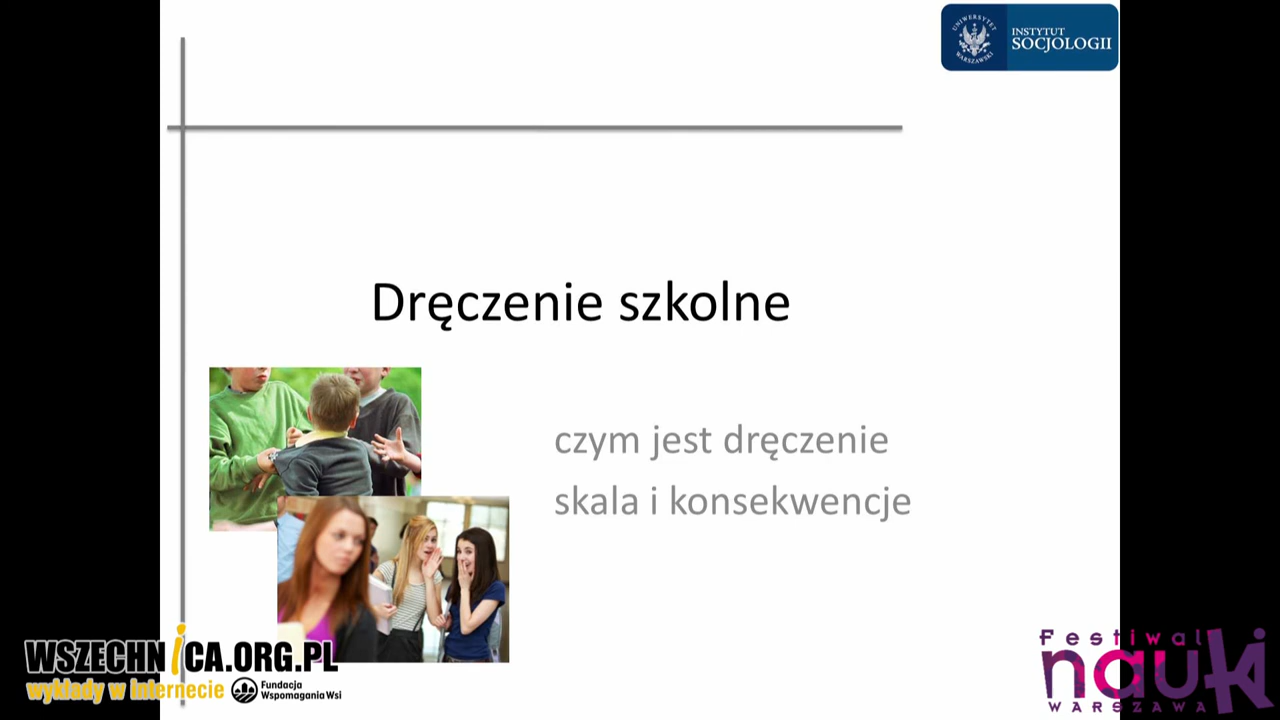 UNIWERSYTET WARSZAWSKI
INSTYTUT
SOCJOLOGII
Dręczenie szkolne
czym jest dręczenie
skala i konsekwencje
WSZECHNiCA.ORG.PL
wykłady w internecie
Fundacja
Wspomagania Wsi
Festiwal
nauki
WARSZAWA